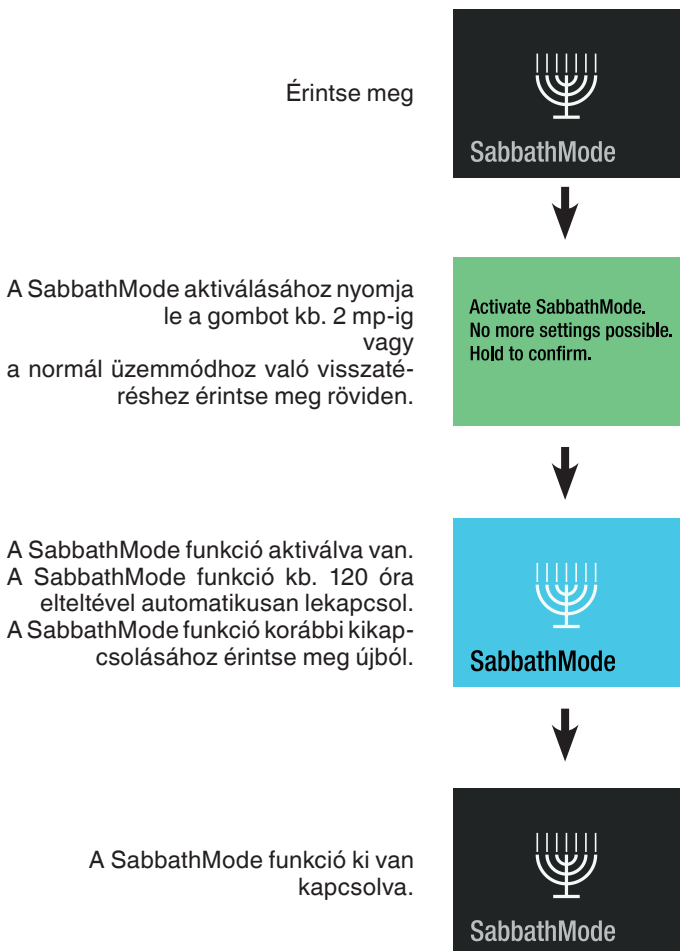 Érintse meg
SabbathMode
A SabbathMode aktiválásához nyomja
le a gombot kb. 2 mp-ig
vagy
a normál üzemmódhoz való visszaté-
réshez érintse meg röviden.
Activate SabbathMode.
No more settings possible.
Hold to confirm.
A SabbathMode funkció aktiválva van.
A SabbathMode funkció kb. 120 óra
elteltével automatikusan lekapcsol.
A SabbathMode funkció korábbi kikap-
csolásához érintse meg újból.
SabbathMode
A SabbathMode funkció ki van
kapcsolva.
SabbathMode